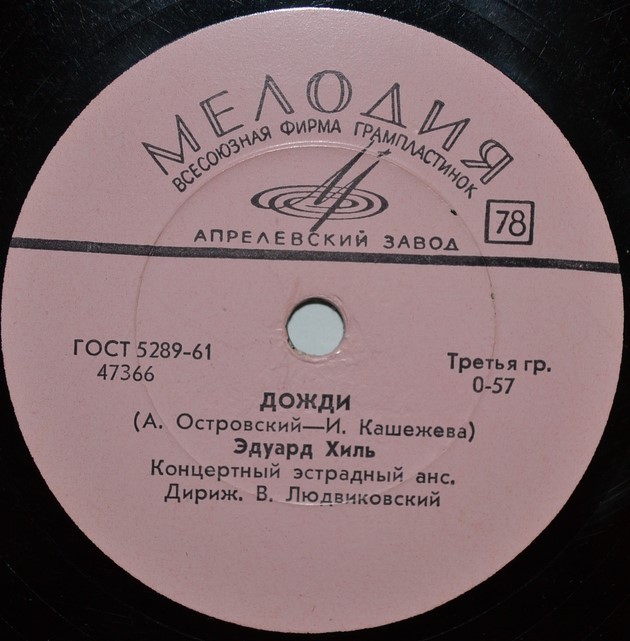 МЕЛОДИЯ
ВСЕСОЮЗНАЯ ФИРМА ГРАМПЛАСТИНОК
АПРЕЛЕВСКИЙ ЗАВОД
78
ГОСТ 5289-61
47366
Третья гр.
0-57
ДОЖДИ
(А. Островский—И. Кашежева)
Эдуард Хиль
Концертный эстрадный анс.
Дириж. В. Людвиковский